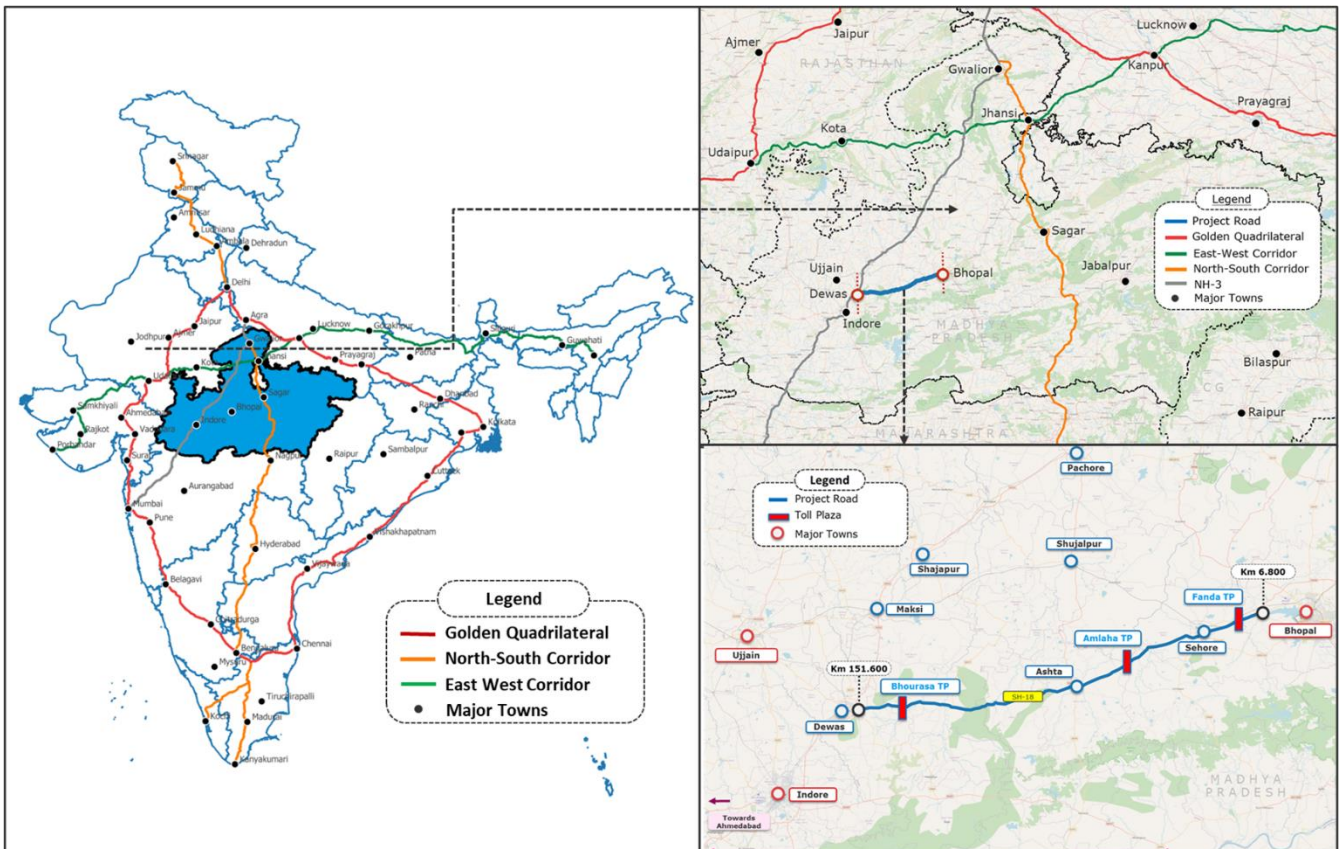 Srinagar
Jammu
Amritsar
Ludhiana
Ambala
Dehradun
Delhi
Agra
Jaipur
Ajmer
Jodhpur
Lucknow
Gorakhpur
Siliguri
Guwahati
Gwalior
Jhansi
Prayagraj
Patna
Kota
Udaipur
Sagar
Dhanbad
Ranchi
Kolkata
Samkhiyali
Ahmedabad
Bhopal
Indore
Rajkot
Vadodara
Porbandar
Surat
Nagpur
Raipur
Sambalpur
Cuttack
Aurangabad
Mumbai
Pune
Hyderabad
Vishakhapatnam
Vijaywada
Belagavi
Chitradurga
Bengaluru
Chennai
Mysuru
Tiruchirapalli
Kochi
Madurai
Kanyakumari
Legend
Golden Quadrilateral
North-South Corridor
East West Corridor
Major Towns
Jaipur
Lucknow
Ajmer
RAJASTHAN
Kanpur
Gwalior
Prayagraj
Jhansi
Kota
Udaipur
Sagar
Ujjain
Bhopal
Jabalpur
Dewas
Indore
MADHYA
PRADESH
Bilaspur
CG
Raipur
MAHARASHTRA
Legend
Project Road
Golden Quadrilateral
East-West Corridor
North-South Corridor
NH-3
Major Towns
Legend
Project Road
Toll Plaza
Major Towns
Pachore
Shujalpur
Shajapur
Km 6.800
Maksi
Fanda TP
Bhopal
Ujjain
Amlaha TP
Sehore
Km 151.600
Ashta
Bhourasa TP
SH-18
Dewas
Indore
MADHYA
PRADESH
Towards
Ahmedabad